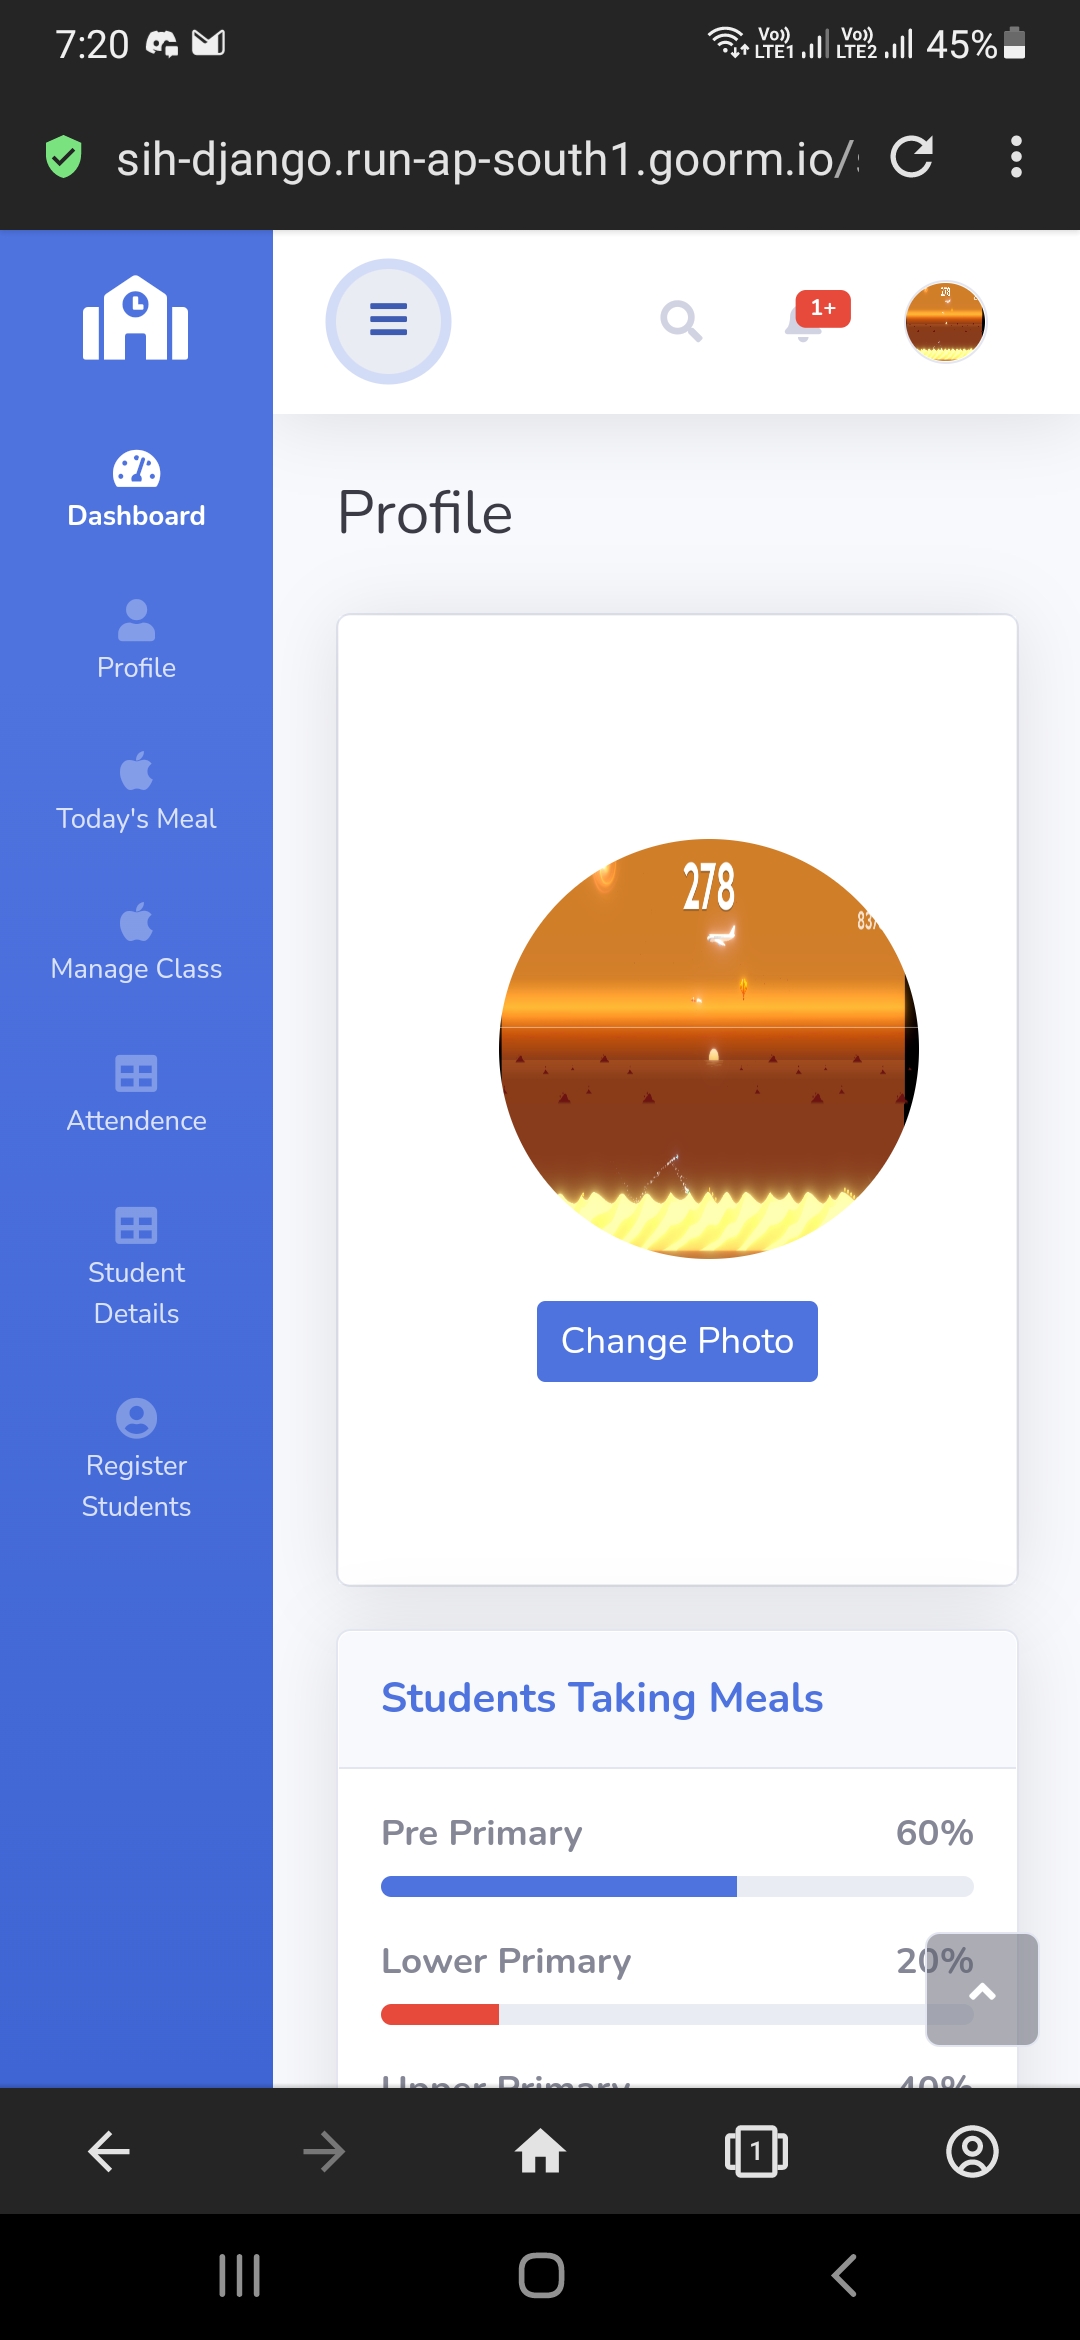 7:20
Vo)) LTE1 Vo)) LTE2 45%
sih-django.run-ap-south1.goorm.io/
1+
278
Dashboard
Profile
Today's Meal
Manage Class
Attendence
Student
Details
Register
Students
Profile
278
837
Change Photo
Students Taking Meals
Pre Primary 60%
Lower Primary 20%
Upper Primary 40%
1